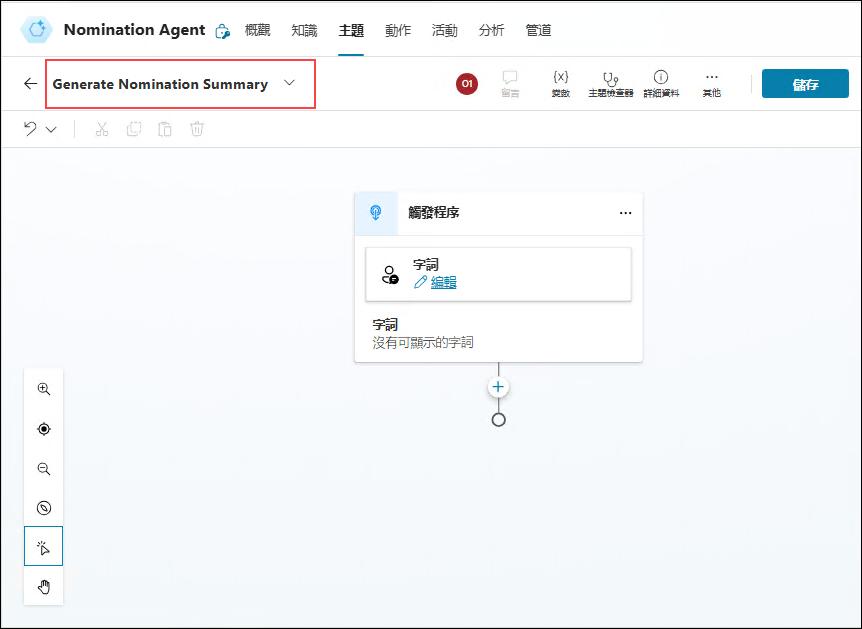 Nomination Agent 概觀 知識 主題 動作 活動 分析 管道
Generate Nomination Summary
O1
留言
{x} 變數
主題檢查器
詳細資料
其他
儲存
觸發程序
字詞
編輯
字詞
沒有可顯示的字詞